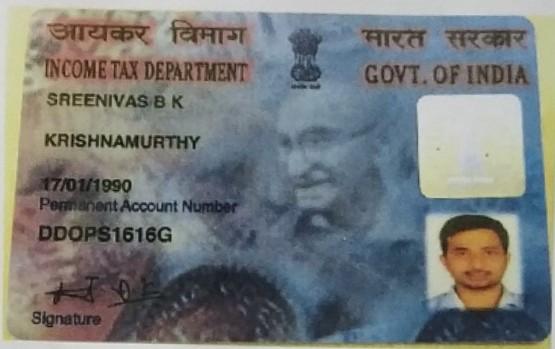 आयकर विभाग
INCOME TAX DEPARTMENT
भारत सरकार
GOVT. OF INDIA
SREENIVAS B K
KRISHNAMURTHY
17/01/1990
Permanent Account Number
DDOPS1616G
Signature